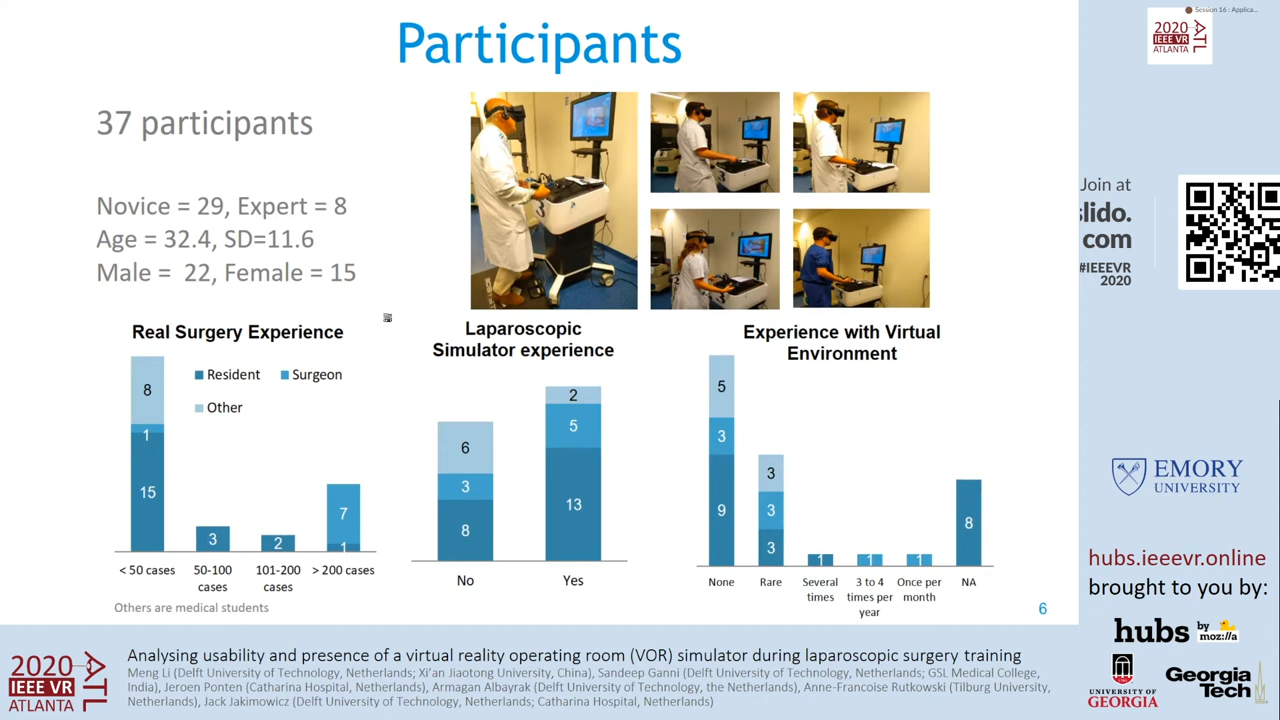 Participants
37 participants
Novice = 29, Expert = 8
Age = 32.4, SD=11.6
Male =  22, Female = 15
Real Surgery Experience
Resident
Surgeon
Other
8
1
15
3
2
7
1
< 50 cases
50-100
cases
101-200
cases
> 200 cases
Others are medical students
Laparoscopic
Simulator experience
6
3
8
2
5
13
No
Yes
Experience with Virtual
Environment
5
3
9
3
3
3
1
1
1
8
None
Rare
Several
times
3 to 4
times per
year
Once per
month
NA
6
Session 16 : Applica...
2020
IEEE VR
ATLANTA
ATL
Join at
slido.
com
#IEEEVR
2020
EMORY
UNIVERSITY
hubs.ieeevr.online
brought to you by:
hubs by
moz://a
UNIVERSITY OF
GEORGIA
Georgia
Tech
2020
IEEE VR
ATLANTA
ATL
Analysing usability and presence of a virtual reality operating room (VOR) simulator during laparoscopic surgery training
Meng Li (Delft University of Technology, Netherlands; Xi’an Jiaotong University, China), Sandeep Ganni (Delft University of Technology, Netherlands; GSL Medical College,
India), Jeroen Ponten (Catharina Hospital, Netherlands), Armagan Albayrak (Delft University of Technology, the Netherlands), Anne-Francoise Rutkowski (Tilburg University,
Netherlands), Jack Jakimowicz (Delft University of Technology, Netherlands; Catharina Hospital, Netherlands)